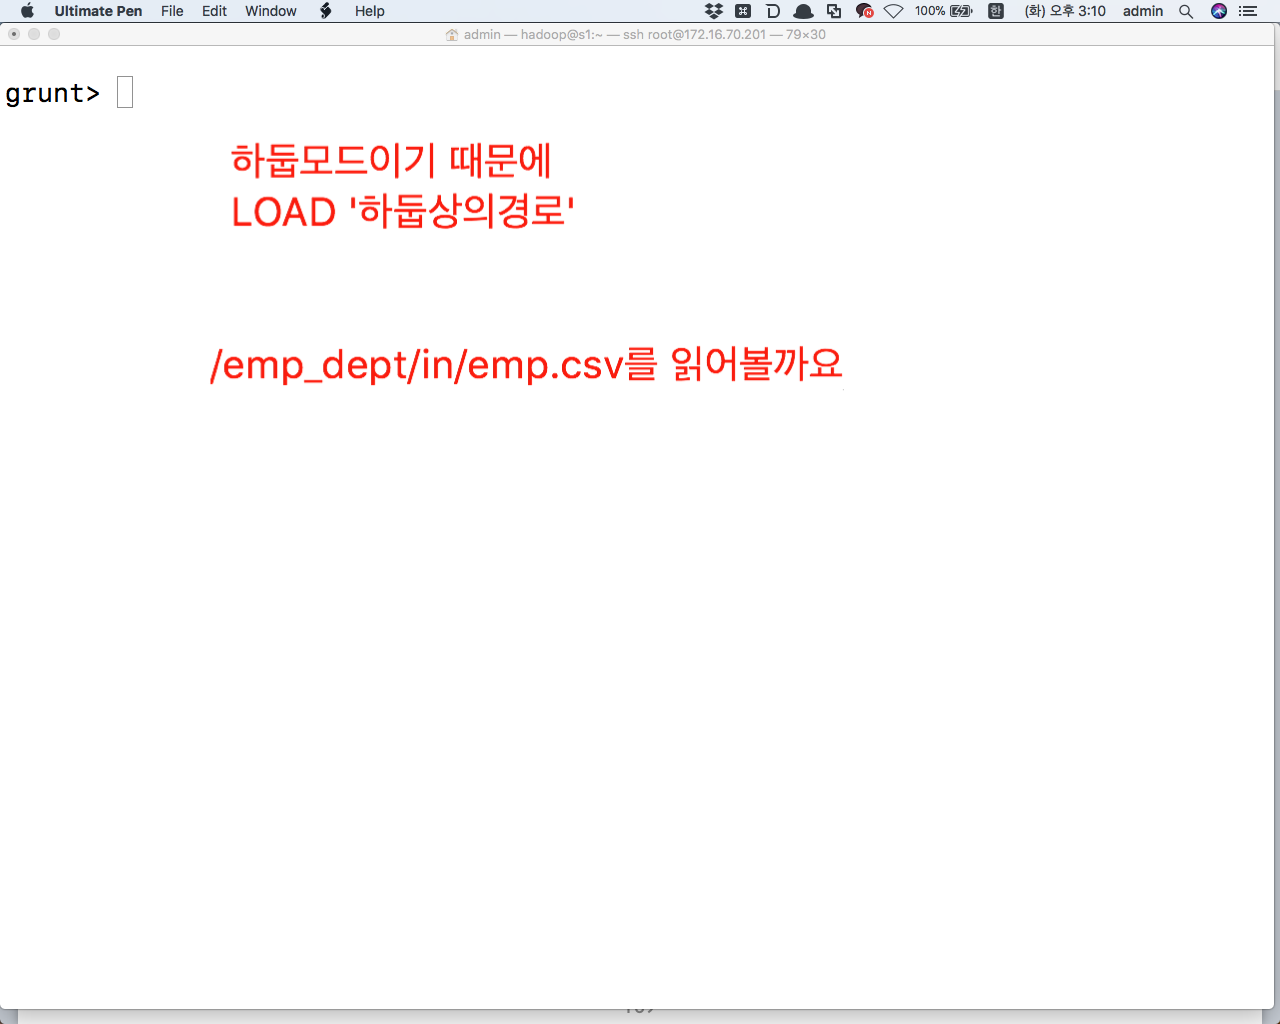 Ultimate Pen File Edit Window Help 100% 한 (화) 오후 3:10 admin
admin — hadoop@s1:~ — ssh root@172.16.70.201 — 79×30
grunt>
하둡모드이기 때문에
LOAD '하둡상의경로'
/emp_dept/in/emp.csv를 읽어볼까요